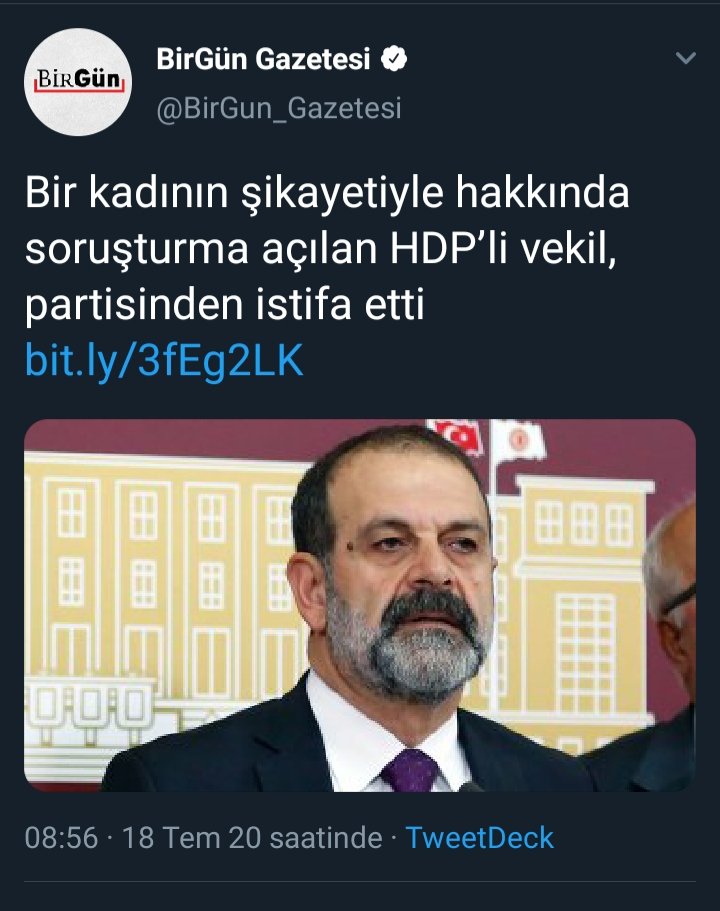 BirGün
BirGün Gazetesi
@BirGun_Gazetesi
Bir kadının şikayetiyle hakkında
soruşturma açılan HDP’li vekil,
partisinden istifa etti
bit.ly/3fEg2LK
08:56 · 18 Tem 20 saatinde · TweetDeck